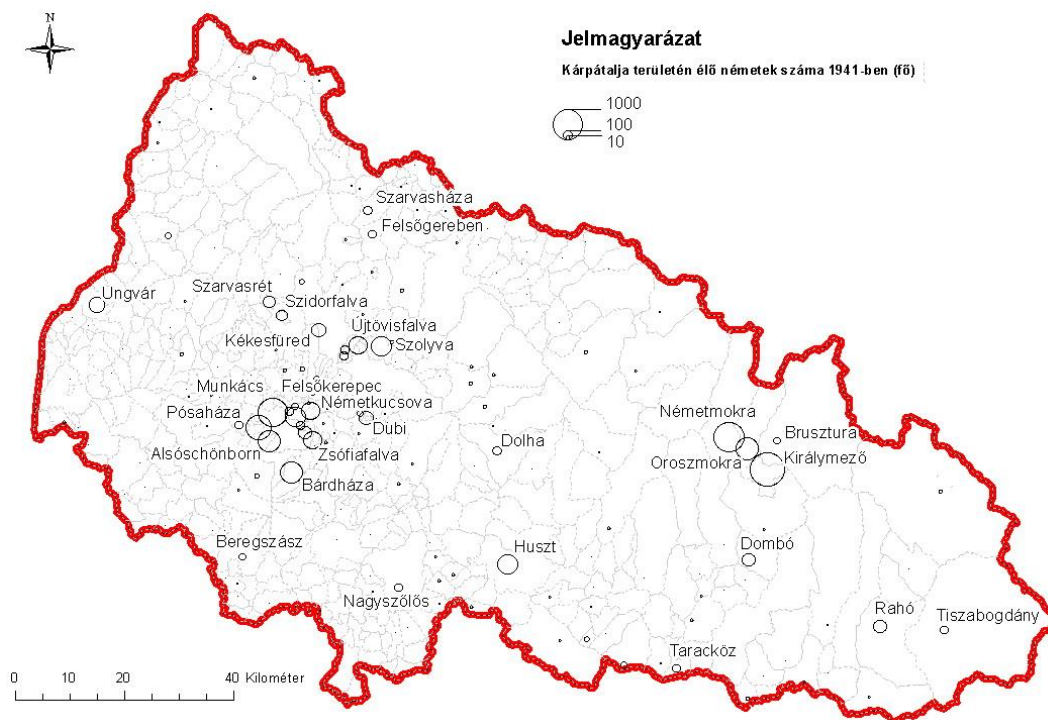 N
Jelmagyarázat
Kárpátalja területén élő németek száma 1941-ben (fő)
1000
100
10
Szarvasháza
Felsőgereben
Szarvasrét
Ungvár
Szidorfalva
Újtövisfalva
Kékesfüred
Szolyva
Munkács
Felsőkerepec
Németkucsova
Pósaháza
Dubi
Németmokra
Brusztura
Dolha
Alsóschönborn
Zsófiafalva
Oroszmokra
Királymező
Bárdháza
Beregszász
Huszt
Dombó
Nagyszőlős
Rahó
Tiszabogdány
Taracköz
0 10 20 40 Kilométer